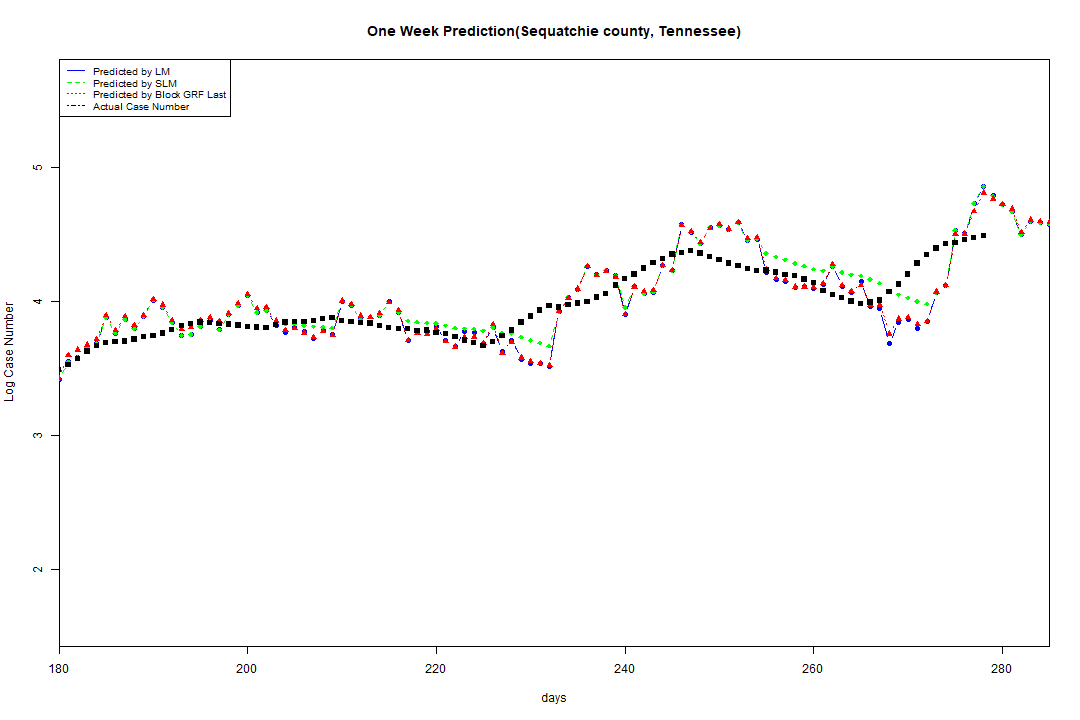 One Week Prediction(Sequatchie county, Tennessee)
Predicted by LM
Predicted by SLM
Predicted by Block GRF Last
Actual Case Number
5
4
3
2
Log Case Number
180 200 220 240 260 280
days